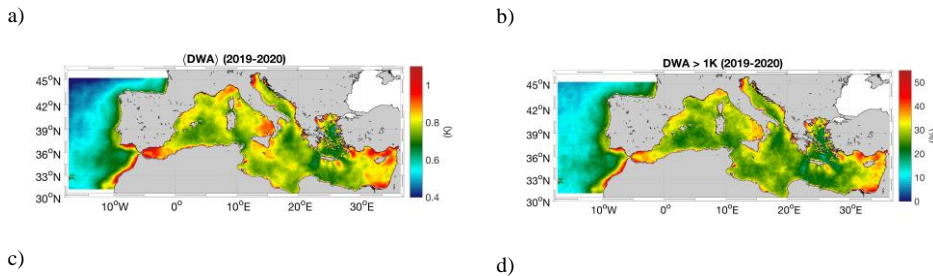 a)
b)
⟨DWA⟩ (2019-2020)
45°N
42°N
39°N
36°N
33°N
30°N
10°W
0°
10°E
20°E
30°E
1
0.8
0.6
0.4
(K)
DWA > 1K (2019-2020)
45°N
42°N
39°N
36°N
33°N
30°N
10°W
0°
10°E
20°E
30°E
50
40
30
20
10
0
(%)
c)
d)